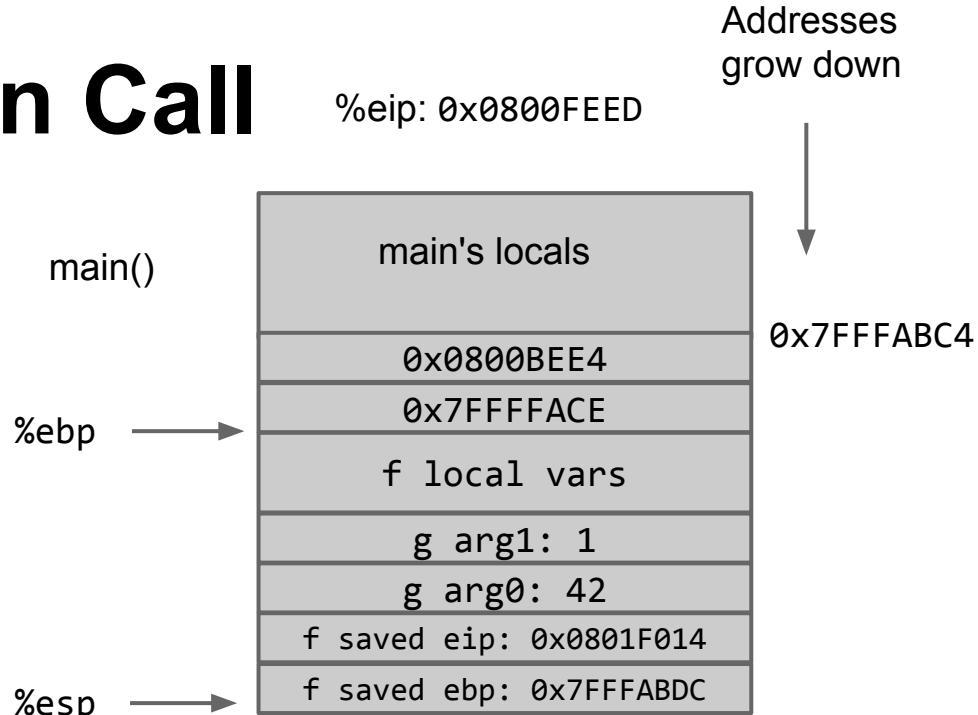 Addresses
grow down
n Call
%eip: 0x0800FEED
main()
main's locals
0x7FFFABC4
0x0800BEE4
0x7FFFFACE
%ebp
f local vars
g arg1: 1
g arg0: 42
f saved eip: 0x0801F014
f saved ebp: 0x7FFFABDC
%esp